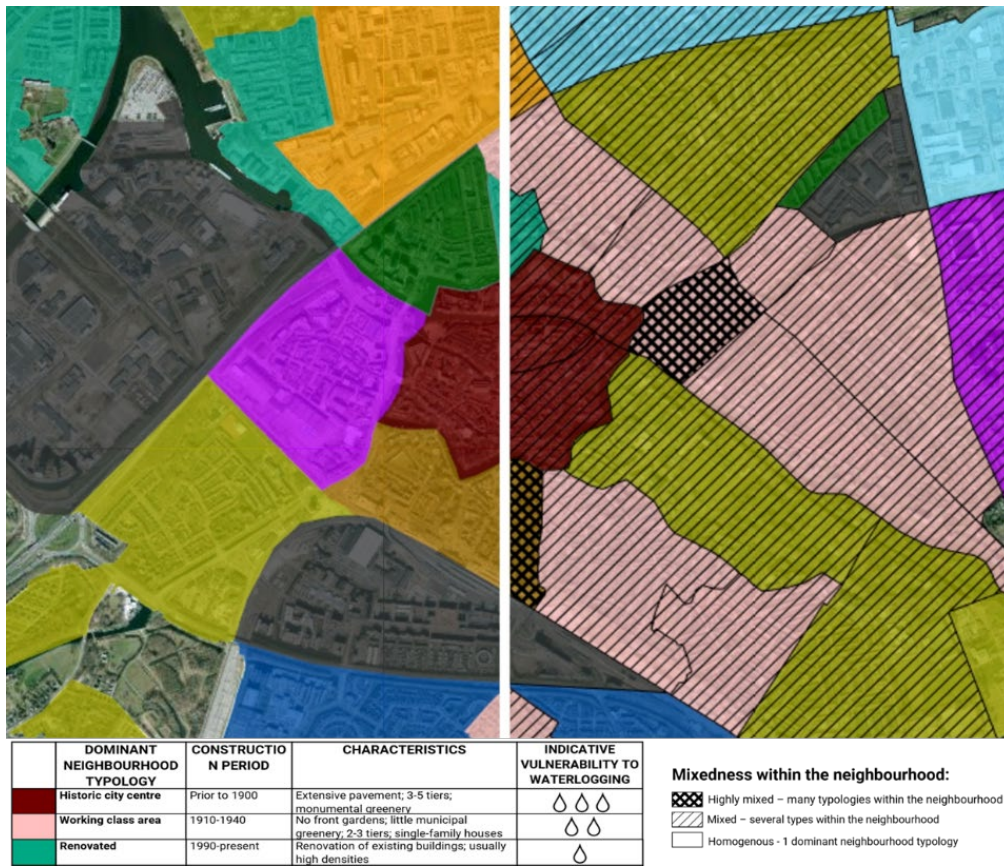 DOMINANT
NEIGHBOURHOOD
TYPOLOGY
CONSTRUCTIO
N PERIOD
CHARACTERISTICS
INDICATIVE
VULNERABILITY TO
WATERLOGGING
Historic city centre
Prior to 1900
Extensive pavement; 3-5 tiers;
monumental greenery
Working class area
1910-1940
No front gardens; little municipal
greenery; 2-3 tiers; single-family houses
Renovated
1990-present
Renovation of existing buildings; usually
high densities
Mixedness within the neighbourhood:
Highly mixed – many typologies within the neighbourhood
Mixed – several types within the neighbourhood
Homogenous - 1 dominant neighbourhood typology